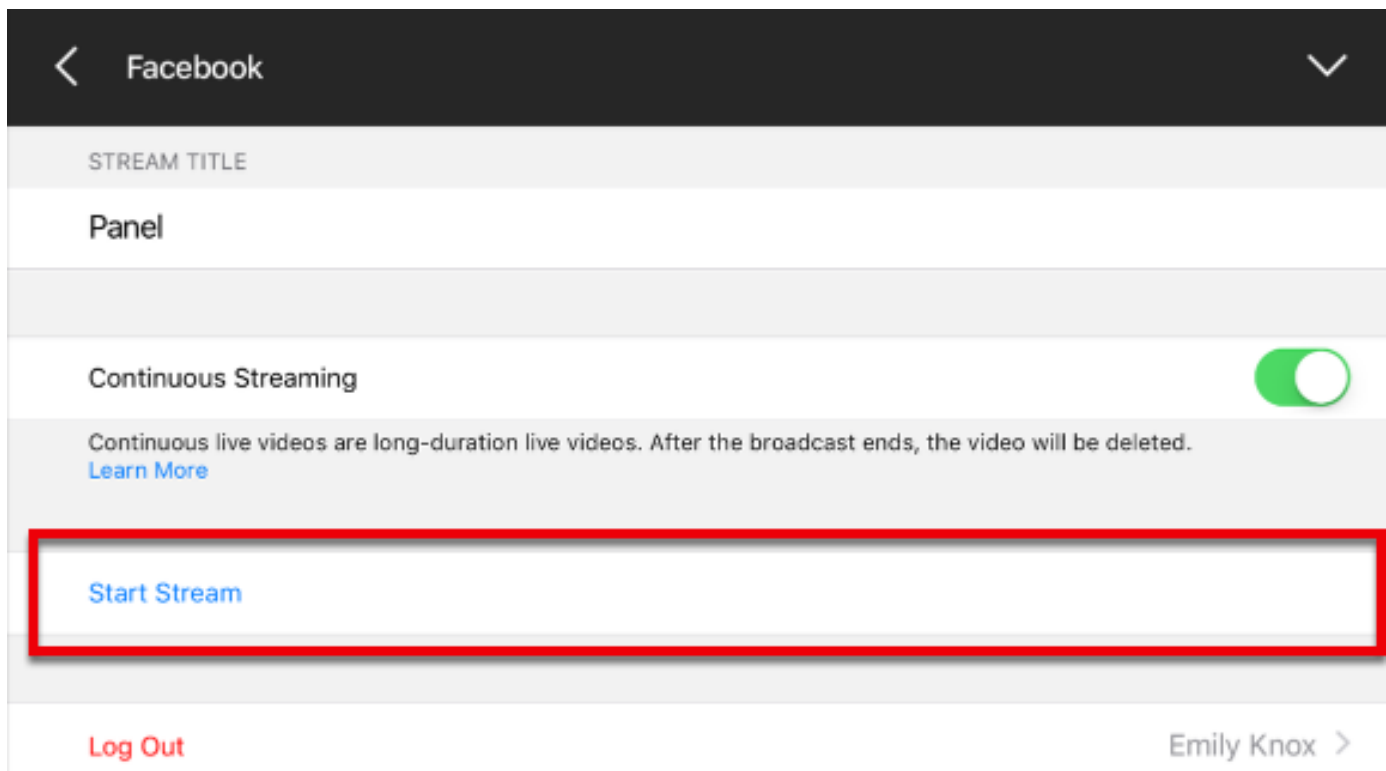 Facebook
STREAM TITLE
Panel
Continuous Streaming
Continuous live videos are long-duration live videos. After the broadcast ends, the video will be deleted.
Learn More
Start Stream
Log Out Emily Knox